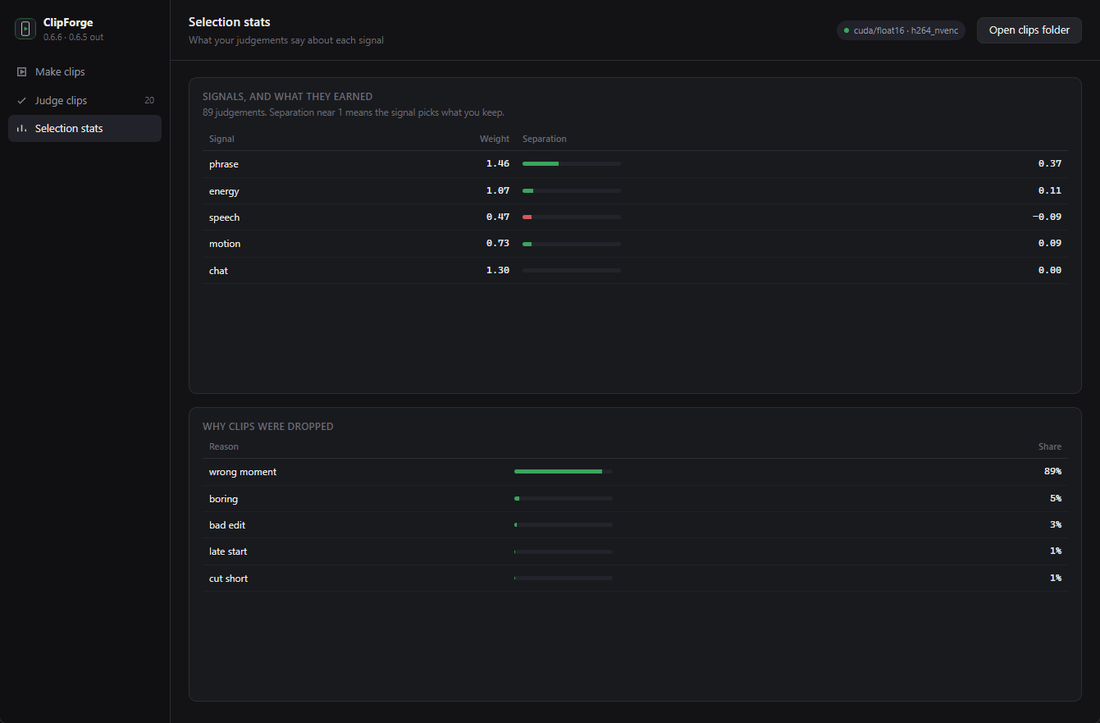 ClipForge
0.6.6 · 0.6.5 out
Make clips
Judge clips 20
Selection stats
Selection stats
What your judgements say about each signal
cuda/float16 · h264_nvenc
Open clips folder
SIGNALS, AND WHAT THEY EARNED
89 judgements. Separation near 1 means the signal picks what you keep.
Signal Weight Separation
phrase 1.46 0.37
energy 1.07 0.11
speech 0.47 −0.09
motion 0.73 0.09
chat 1.30 0.00
WHY CLIPS WERE DROPPED
Reason Share
wrong moment 89%
boring 5%
bad edit 3%
late start 1%
cut short 1%